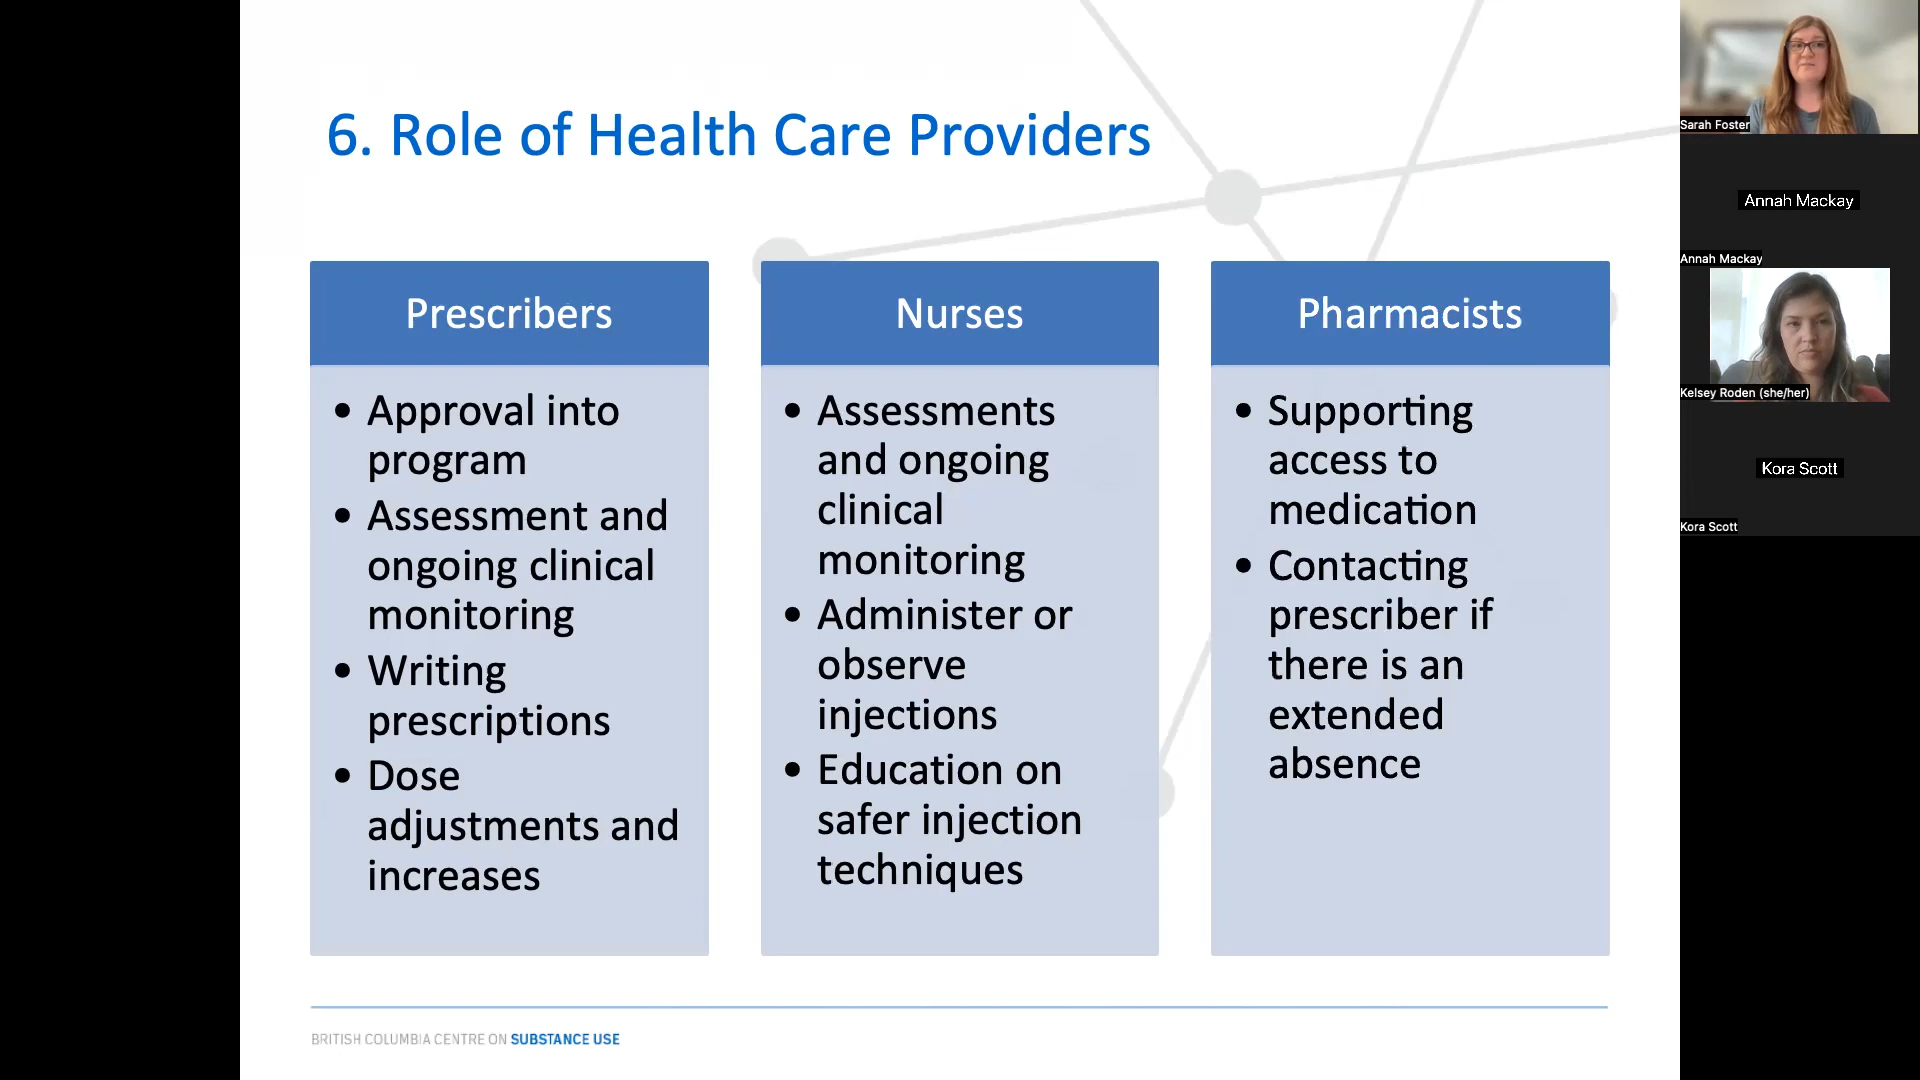 6. Role of Health Care Providers
Prescribers
• Approval into
program
• Assessment and
ongoing clinical
monitoring
• Writing
prescriptions
• Dose
adjustments and
increases
Nurses
• Assessments
and ongoing
clinical
monitoring
• Administer or
observe
injections
• Education on
safer injection
techniques
Pharmacists
• Supporting
access to
medication
• Contacting
prescriber if
there is an
extended
absence
BRITISH COLUMBIA CENTRE ON SUBSTANCE USE
Sarah Foster
Annah Mackay
Annah Mackay
Kelsey Roden (she/her)
Kora Scott
Kora Scott